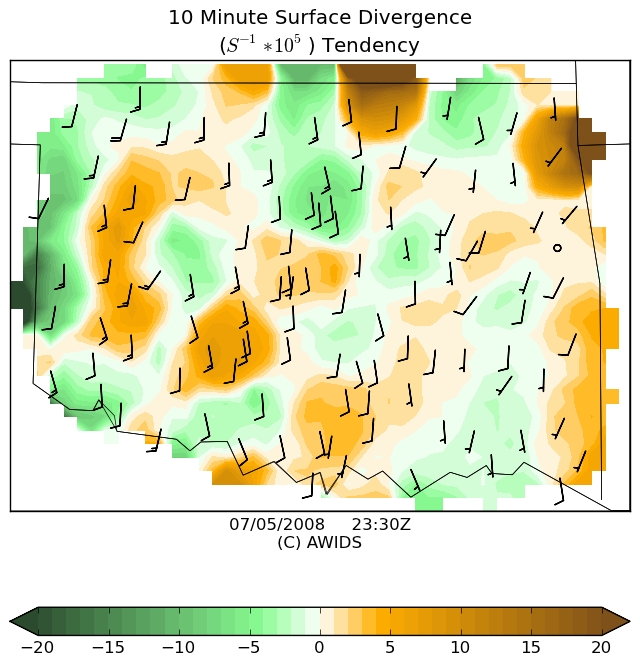 10 Minute Surface Divergence
(S⁻¹ *10⁵ ) Tendency
07/05/2008 23:30Z
(C) AWIDS
−20 −15 −10 −5 0 5 10 15 20